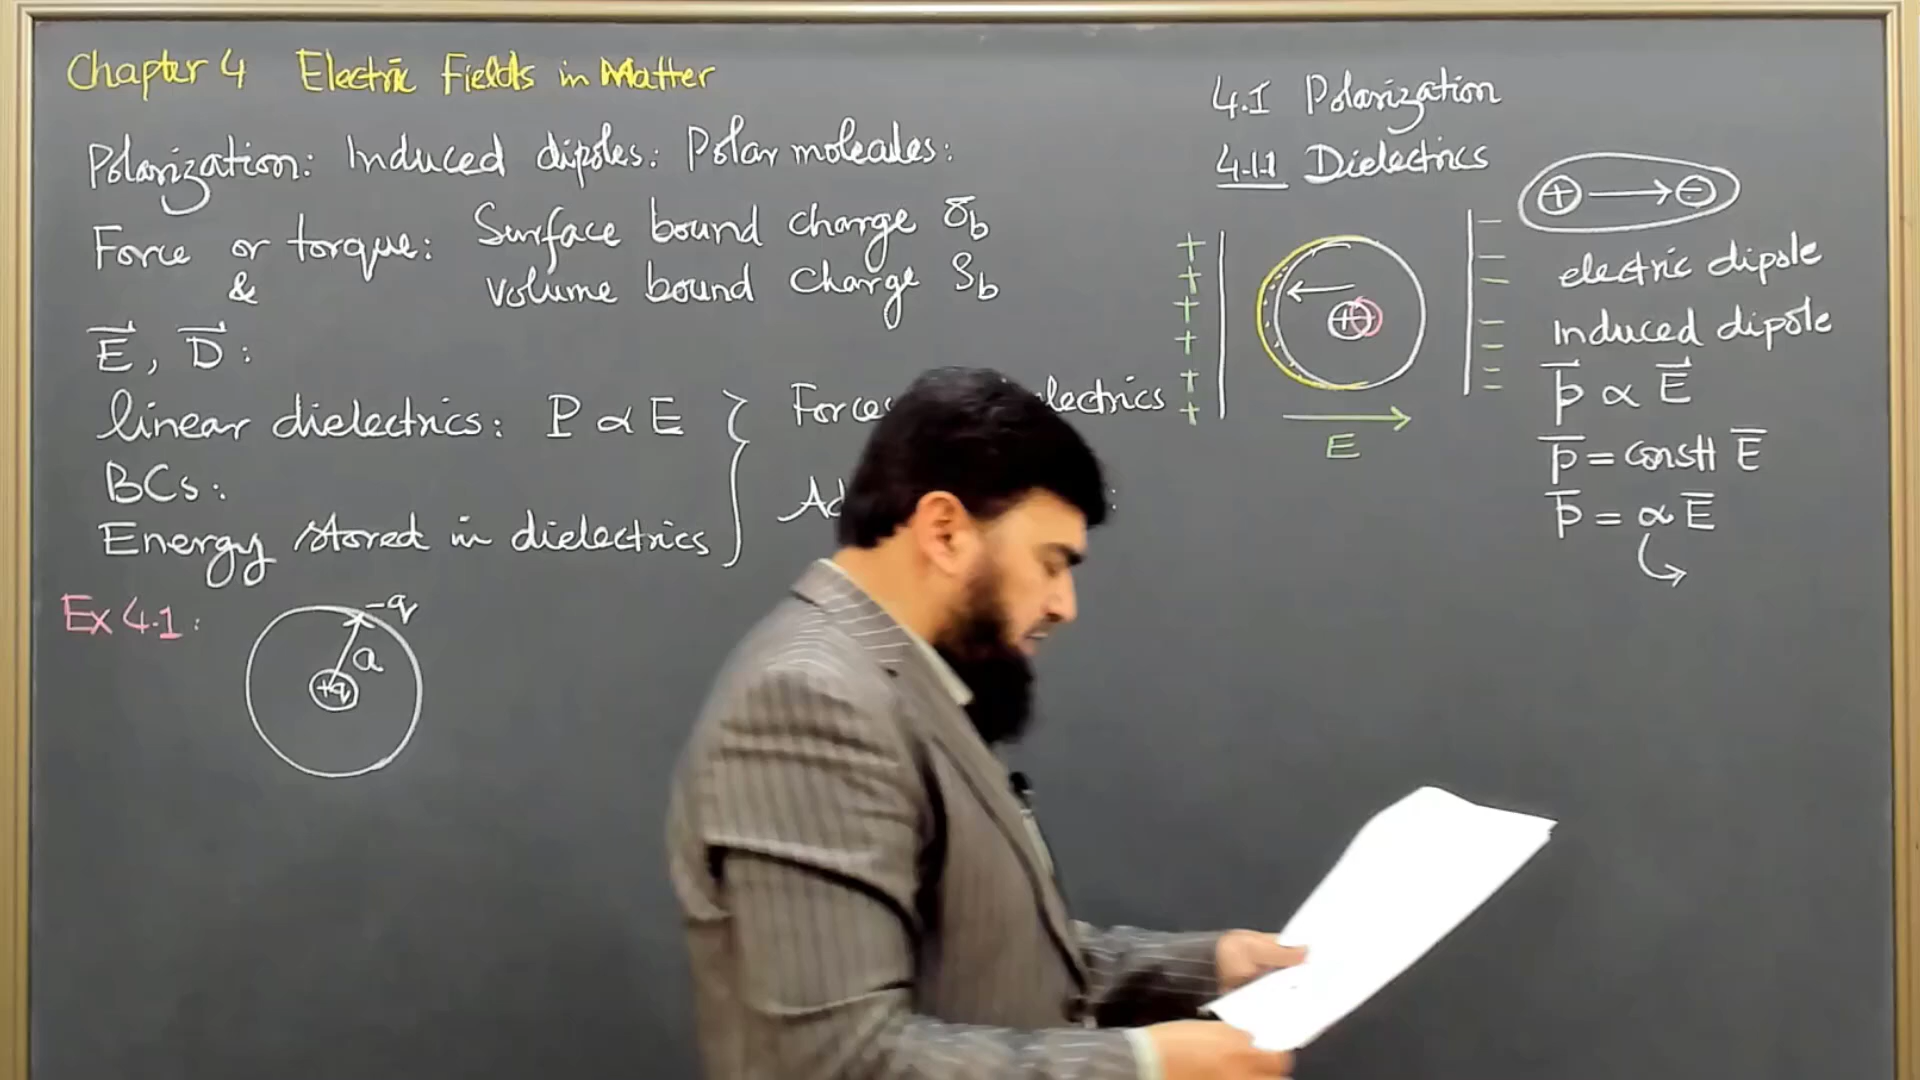 Chapter 4 Electric Fields in Matter
Polarization: Induced dipoles: Polar molecules:
Force or torque: Surface bound charge σb
& volume bound charge ρb
E, D:
linear dielectrics: P α E
BCs:
Energy stored in dielectrics
Ex 4.1:
-q
a
+q
4.1 Polarization
4.1.1 Dielectrics
+ → -
electric dipole
induced dipole
p α E
p = constt E
p = α E
+
+
+
+
+
+
+
E